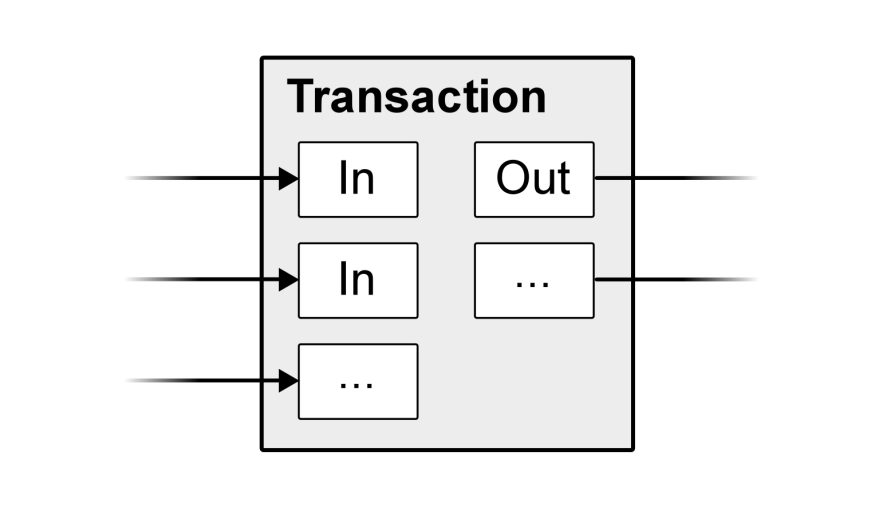 Transaction
In Out
In ...
...